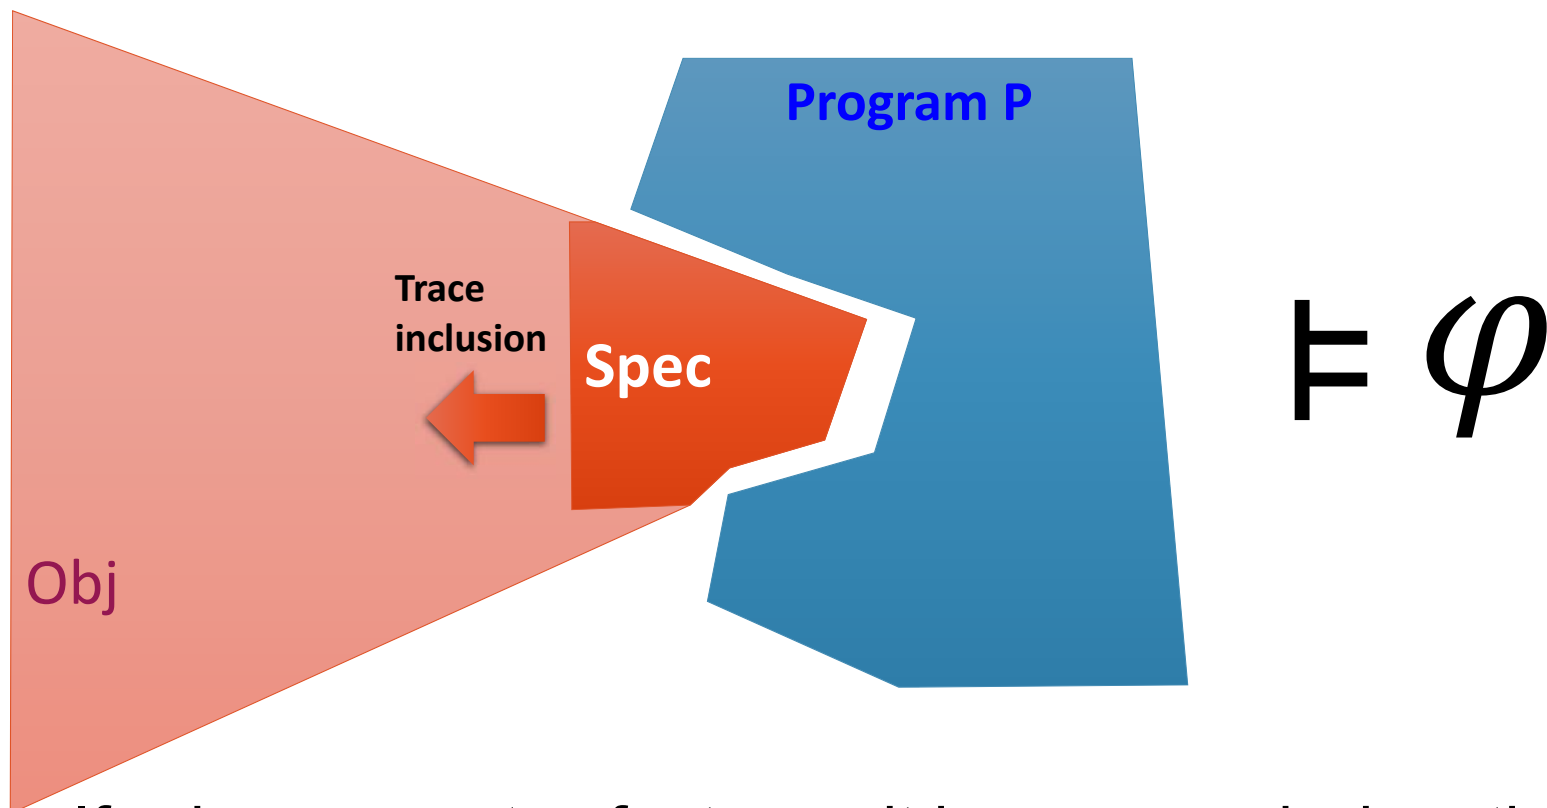 Program P
Trace
inclusion
Spec
⊨ φ
Obj